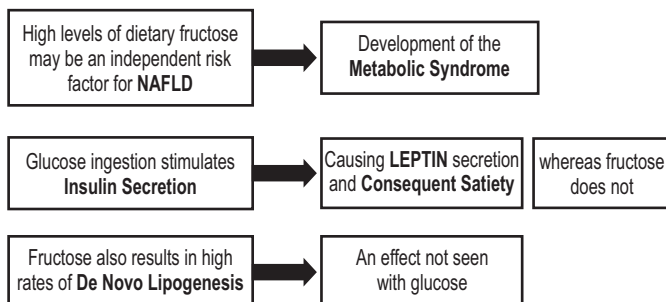 High levels of dietary fructose
may be an independent risk
factor for NAFLD
Development of the
Metabolic Syndrome
Glucose ingestion stimulates
Insulin Secretion
Causing LEPTIN secretion
and Consequent Satiety
whereas fructose
does not
Fructose also results in high
rates of De Novo Lipogenesis
An effect not seen
with glucose